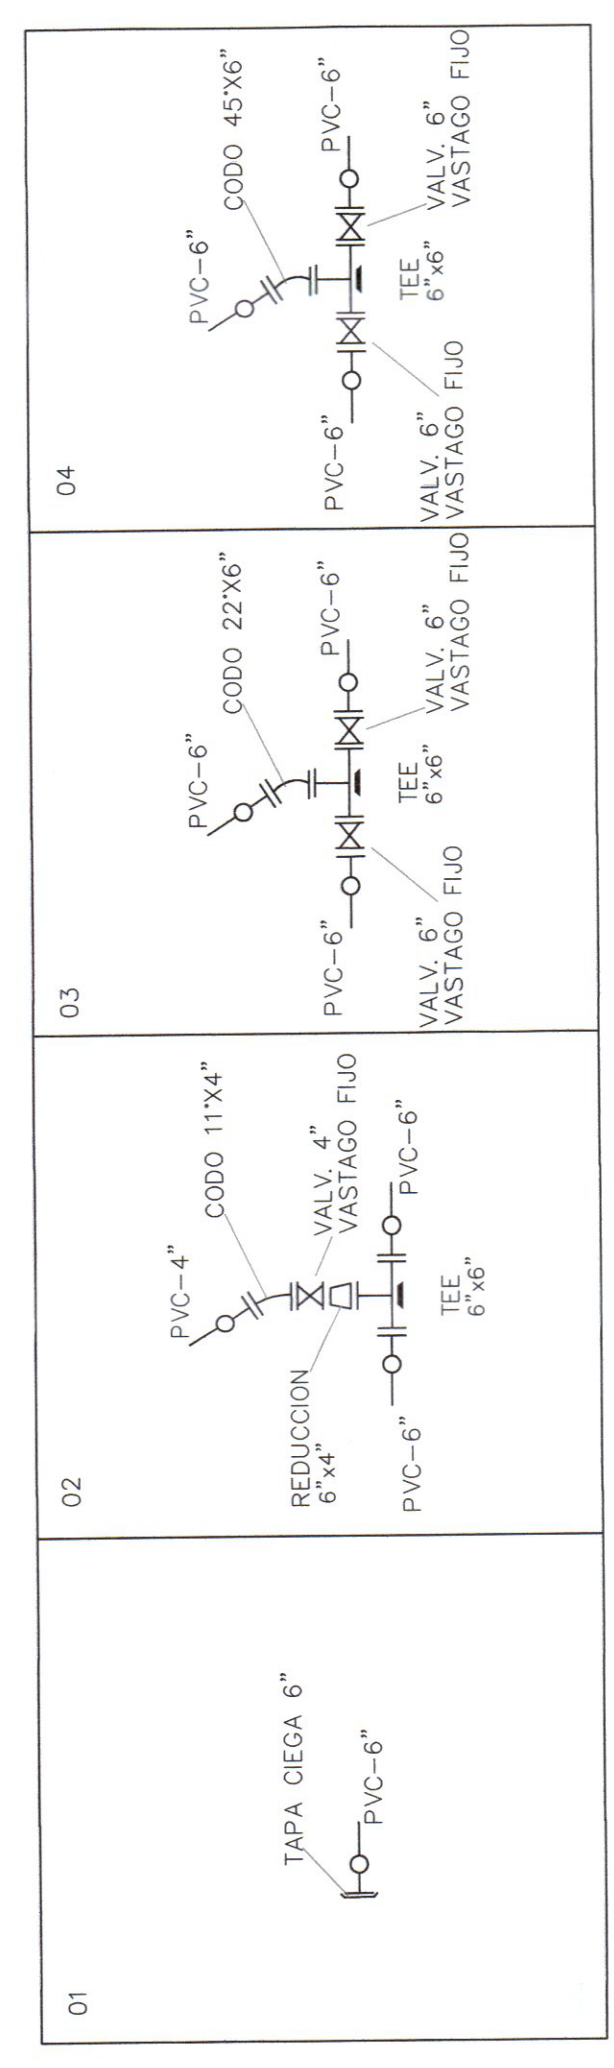 01
TAPA CIEGA 6"
PVC-6"
02
PVC-4"
CODO 11°X4"
REDUCCION
6"x4"
VALV. 4"
VASTAGO FIJO
PVC-6"
PVC-6"
TEE
6"x6"
03
PVC-6"
CODO 22°X6"
PVC-6"
PVC-6"
VALV. 6"
VASTAGO FIJO
TEE
6"x6"
VALV. 6"
VASTAGO FIJO
04
PVC-6"
CODO 45°X6"
PVC-6"
PVC-6"
VALV. 6"
VASTAGO FIJO
TEE
6"x6"
VALV. 6"
VASTAGO FIJO